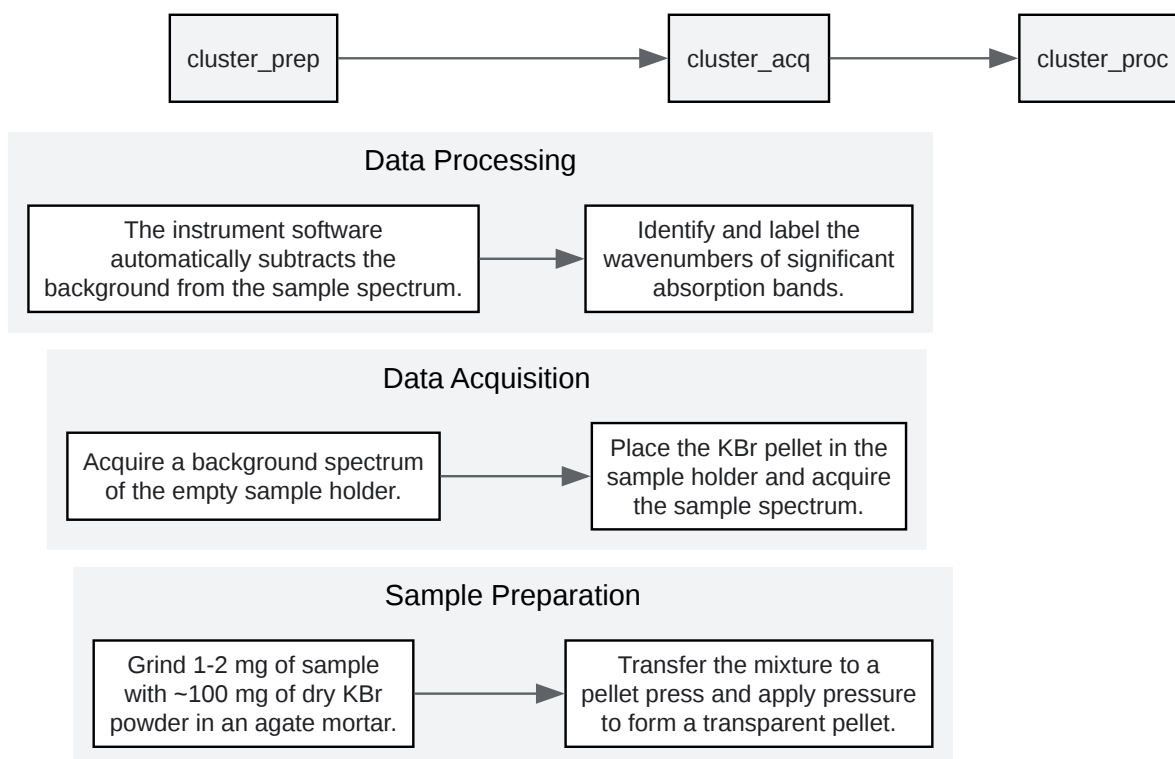 cluster_prep
cluster_acq
cluster_proc
Data Processing
The instrument software
automatically subtracts the
background from the sample spectrum.
Identify and label the
wavenumbers of significant
absorption bands.
Data Acquisition
Acquire a background spectrum
of the empty sample holder.
Place the KBr pellet in the
sample holder and acquire
the sample spectrum.
Sample Preparation
Grind 1-2 mg of sample
with ~100 mg of dry KBr
powder in an agate mortar.
Transfer the mixture to a
pellet press and apply pressure
to form a transparent pellet.